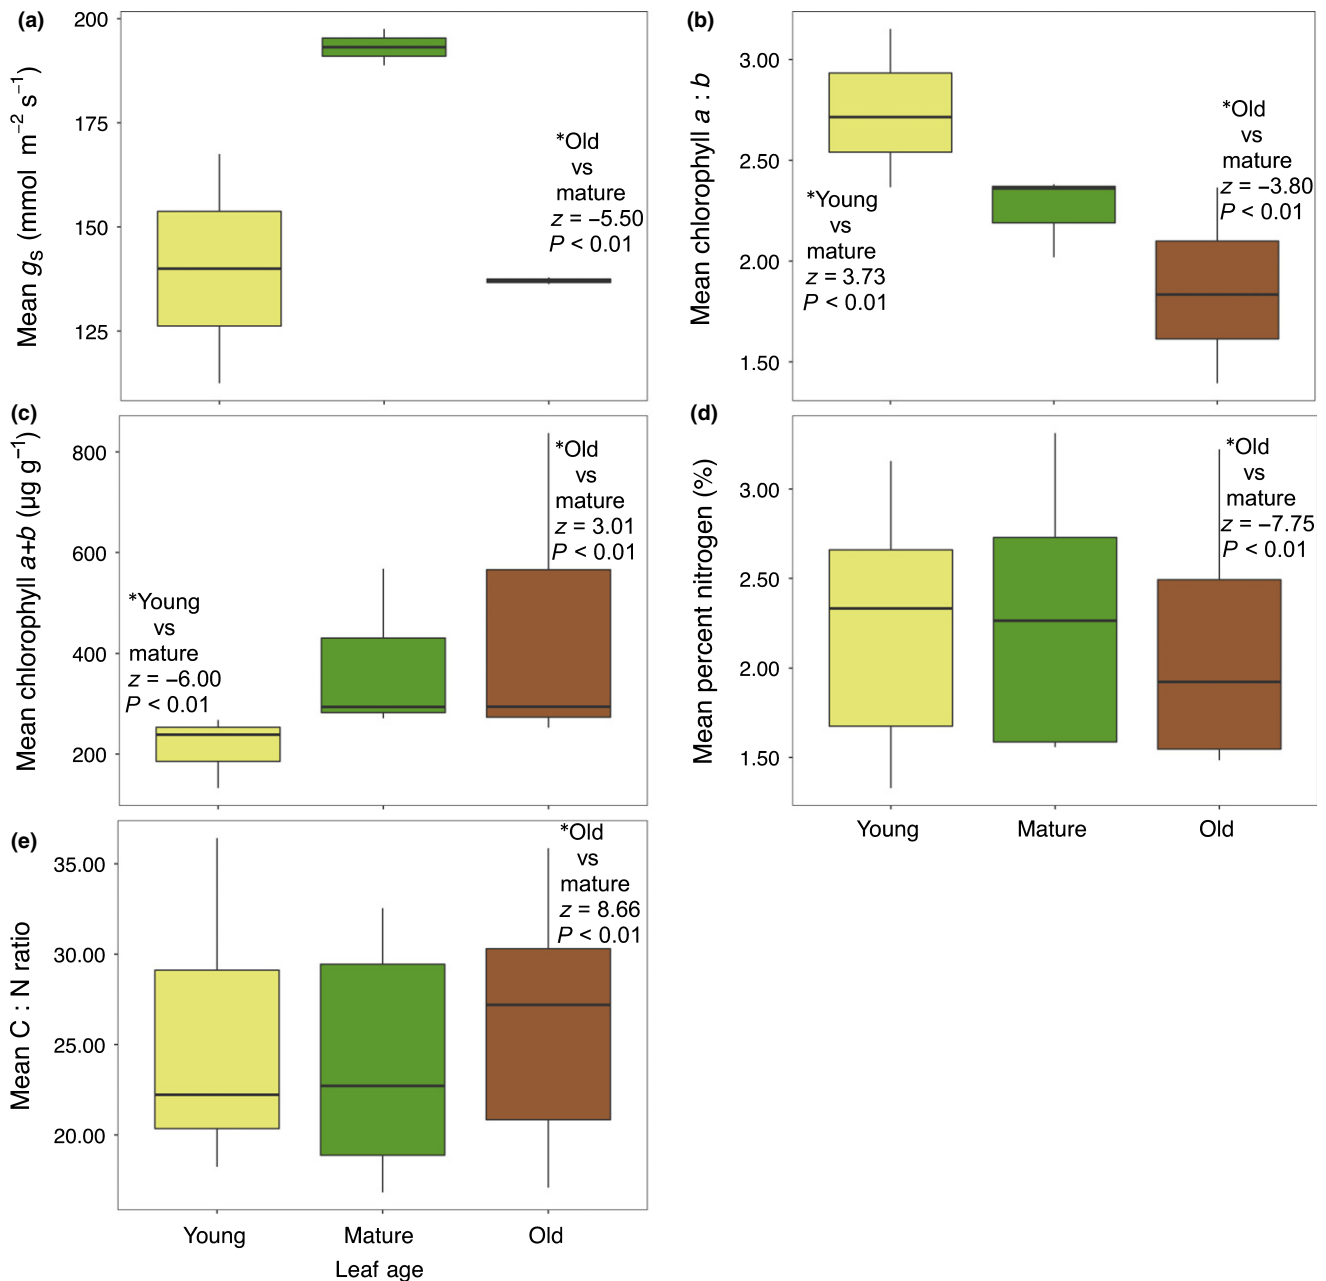 (a)
Mean gs (mmol m−2 s−1)
200
175
150
125
*Old
vs
mature
z = −5.50
P < 0.01
(b)
Mean chlorophyll a : b
3.00
2.50
2.00
1.50
*Young
vs
mature
z = 3.73
P < 0.01
*Old
vs
mature
z = −3.80
P < 0.01
(c)
Mean chlorophyll a+b (µg g−1)
800
600
400
200
*Young
vs
mature
z = −6.00
P < 0.01
*Old
vs
mature
z = 3.01
P < 0.01
(d)
Mean percent nitrogen (%)
3.00
2.50
2.00
1.50
*Old
vs
mature
z = −7.75
P < 0.01
Young Mature Old
(e)
Mean C : N ratio
35.00
30.00
25.00
20.00
*Old
vs
mature
z = 8.66
P < 0.01
Young Mature Old
Leaf age